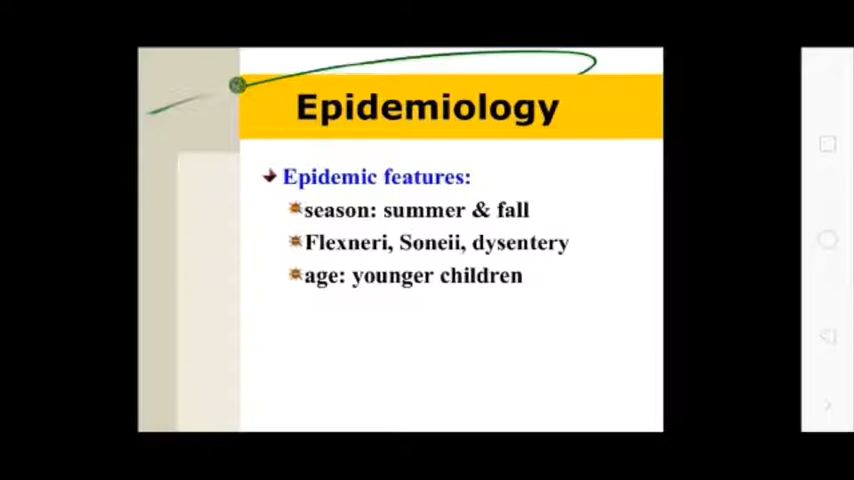 Epidemiology
Epidemic features:
season: summer & fall
Flexneri, Soneii, dysentery
age: younger children